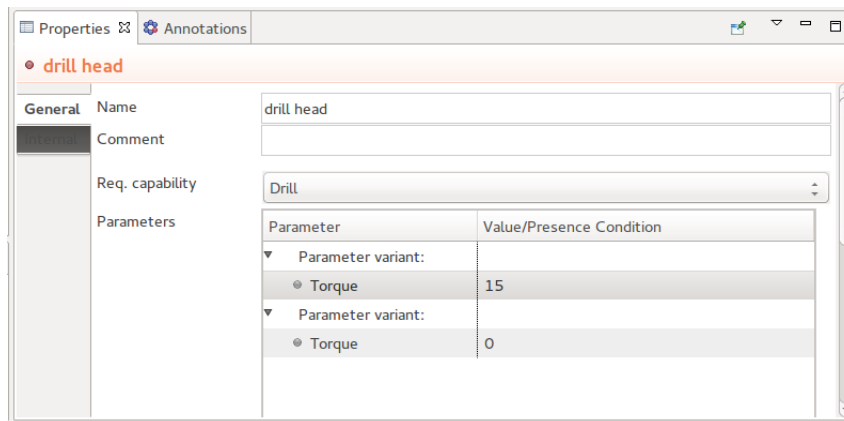 Properties Annotations
drill head
General Name drill head
Internal Comment
Req. capability Drill
Parameters Parameter Value/Presence Condition
Parameter variant:
Torque 15
Parameter variant:
Torque 0